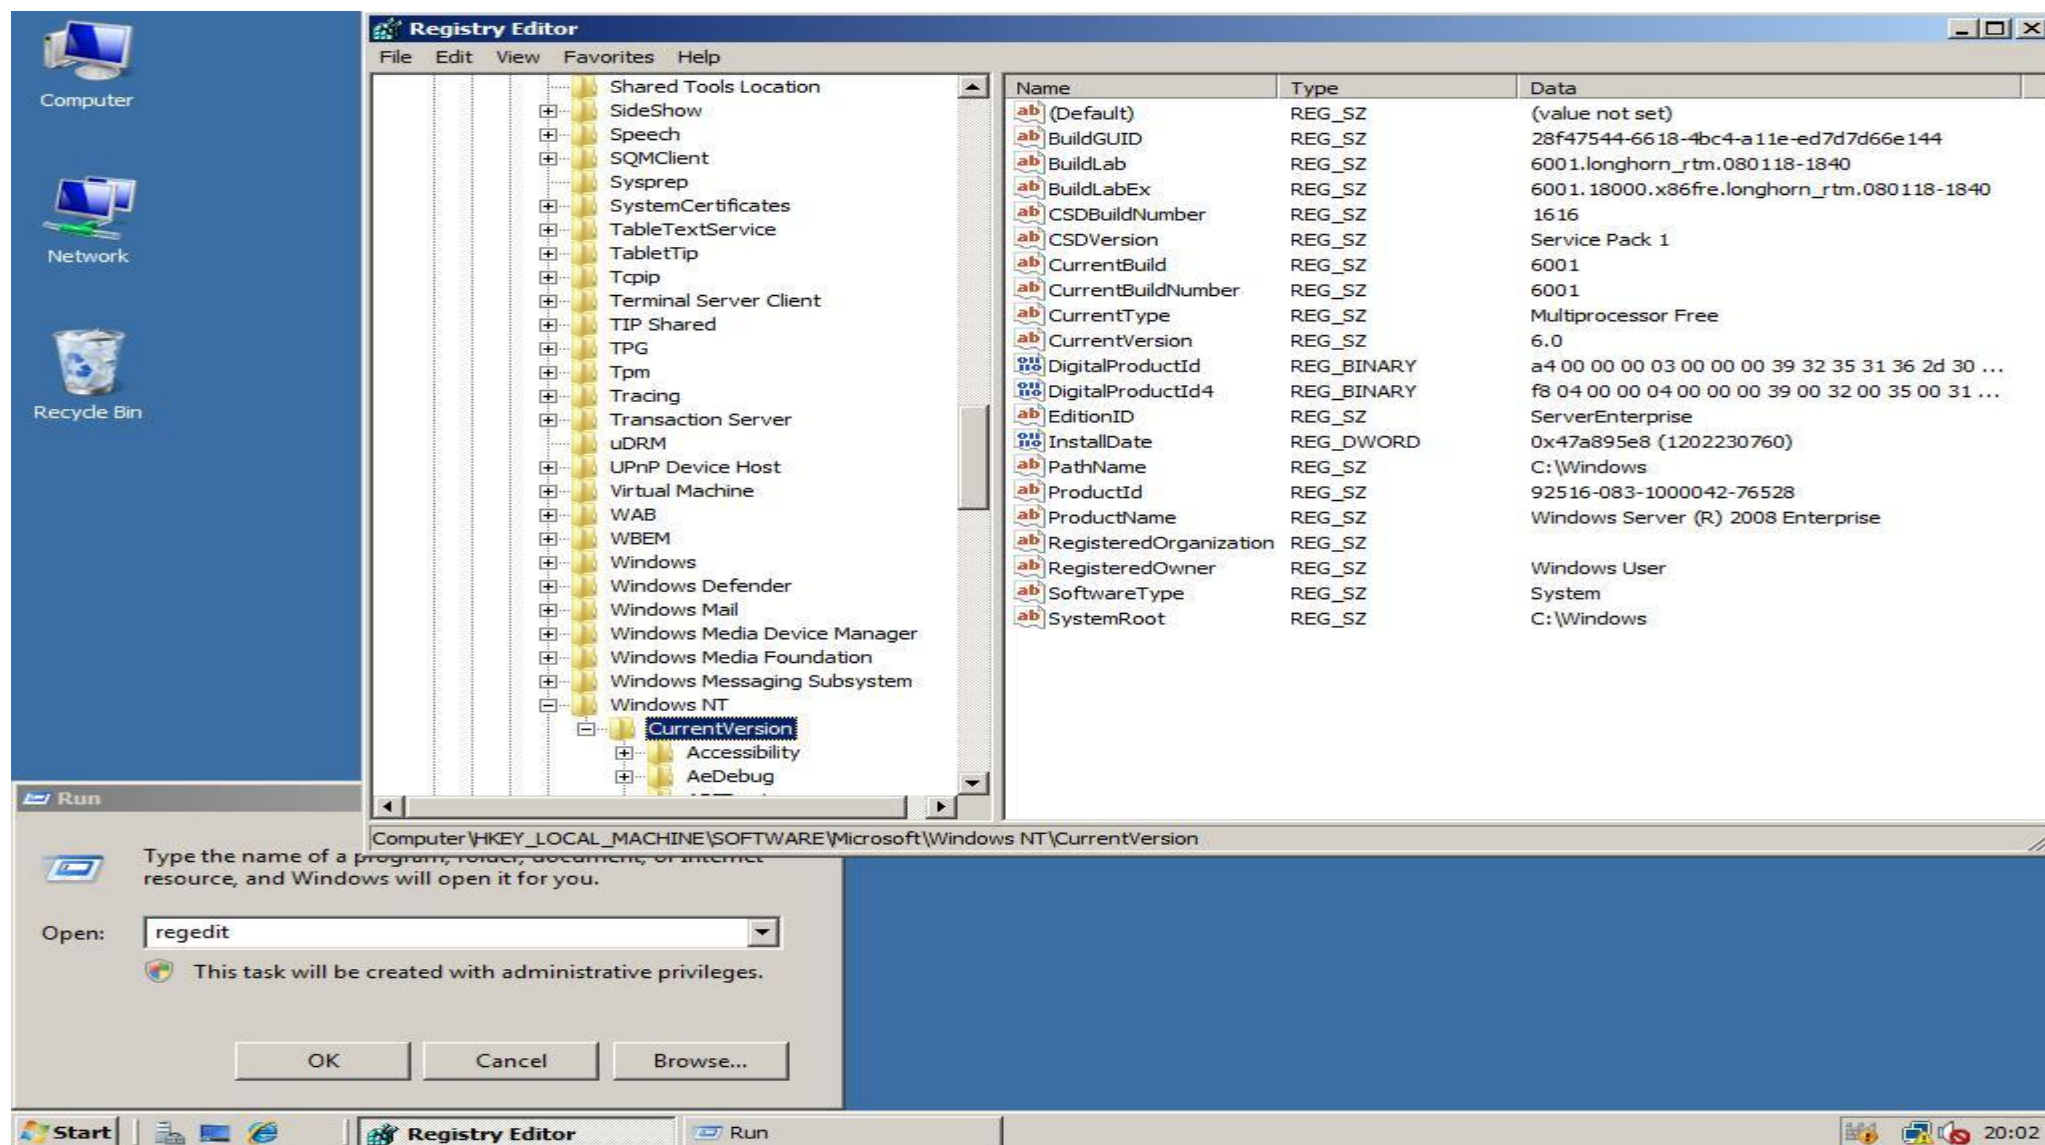 Computer
Network
Recycle Bin
Registry Editor
File Edit View Favorites Help
Shared Tools Location
SideShow
Speech
SQMClient
Sysprep
SystemCertificates
TableTextService
TabletTip
Tcpip
Terminal Server Client
TIP Shared
TPG
Tpm
Tracing
Transaction Server
uDRM
UPnP Device Host
Virtual Machine
WAB
WBEM
Windows
Windows Defender
Windows Mail
Windows Media Device Manager
Windows Media Foundation
Windows Messaging Subsystem
Windows NT
CurrentVersion
Accessibility
AeDebug
Name Type Data
(Default) REG_SZ (value not set)
BuildGUID REG_SZ 28f47544-6618-4bc4-a11e-ed7d7d66e144
BuildLab REG_SZ 6001.longhorn_rtm.080118-1840
BuildLabEx REG_SZ 6001.18000.x86fre.longhorn_rtm.080118-1840
CSDBuildNumber REG_SZ 1616
CSDVersion REG_SZ Service Pack 1
CurrentBuild REG_SZ 6001
CurrentBuildNumber REG_SZ 6001
CurrentType REG_SZ Multiprocessor Free
CurrentVersion REG_SZ 6.0
DigitalProductId REG_BINARY a4 00 00 00 03 00 00 00 39 32 35 31 36 2d 30 ...
DigitalProductId4 REG_BINARY f8 04 00 00 04 00 00 00 39 00 32 00 35 00 31 ...
EditionID REG_SZ ServerEnterprise
InstallDate REG_DWORD 0x47a895e8 (1202230760)
PathName REG_SZ C:\Windows
ProductId REG_SZ 92516-083-1000042-76528
ProductName REG_SZ Windows Server (R) 2008 Enterprise
RegisteredOrganization REG_SZ
RegisteredOwner REG_SZ Windows User
SoftwareType REG_SZ System
SystemRoot REG_SZ C:\Windows
Computer\HKEY_LOCAL_MACHINE\SOFTWARE\Microsoft\Windows NT\CurrentVersion
Run
Type the name of a program, folder, document, or Internet
resource, and Windows will open it for you.
Open: regedit
This task will be created with administrative privileges.
OK Cancel Browse...
Start Registry Editor Run 20:02